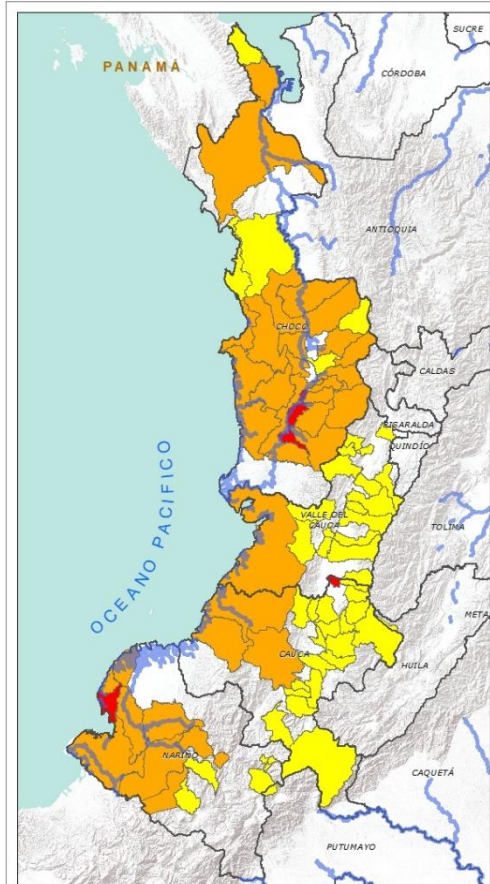 SUCRE
PANAMÁ
CÓRDOBA
ANTIOQUIA
CHOCO
CALDAS
RISARALDA
QUINDÍO
VALLE DEL
CAUCA
TOLIMA
OCEANO PACIFICO
META
CAUCA
HUILA
NARIÑO
CAQUETÁ
PUTUMAYO